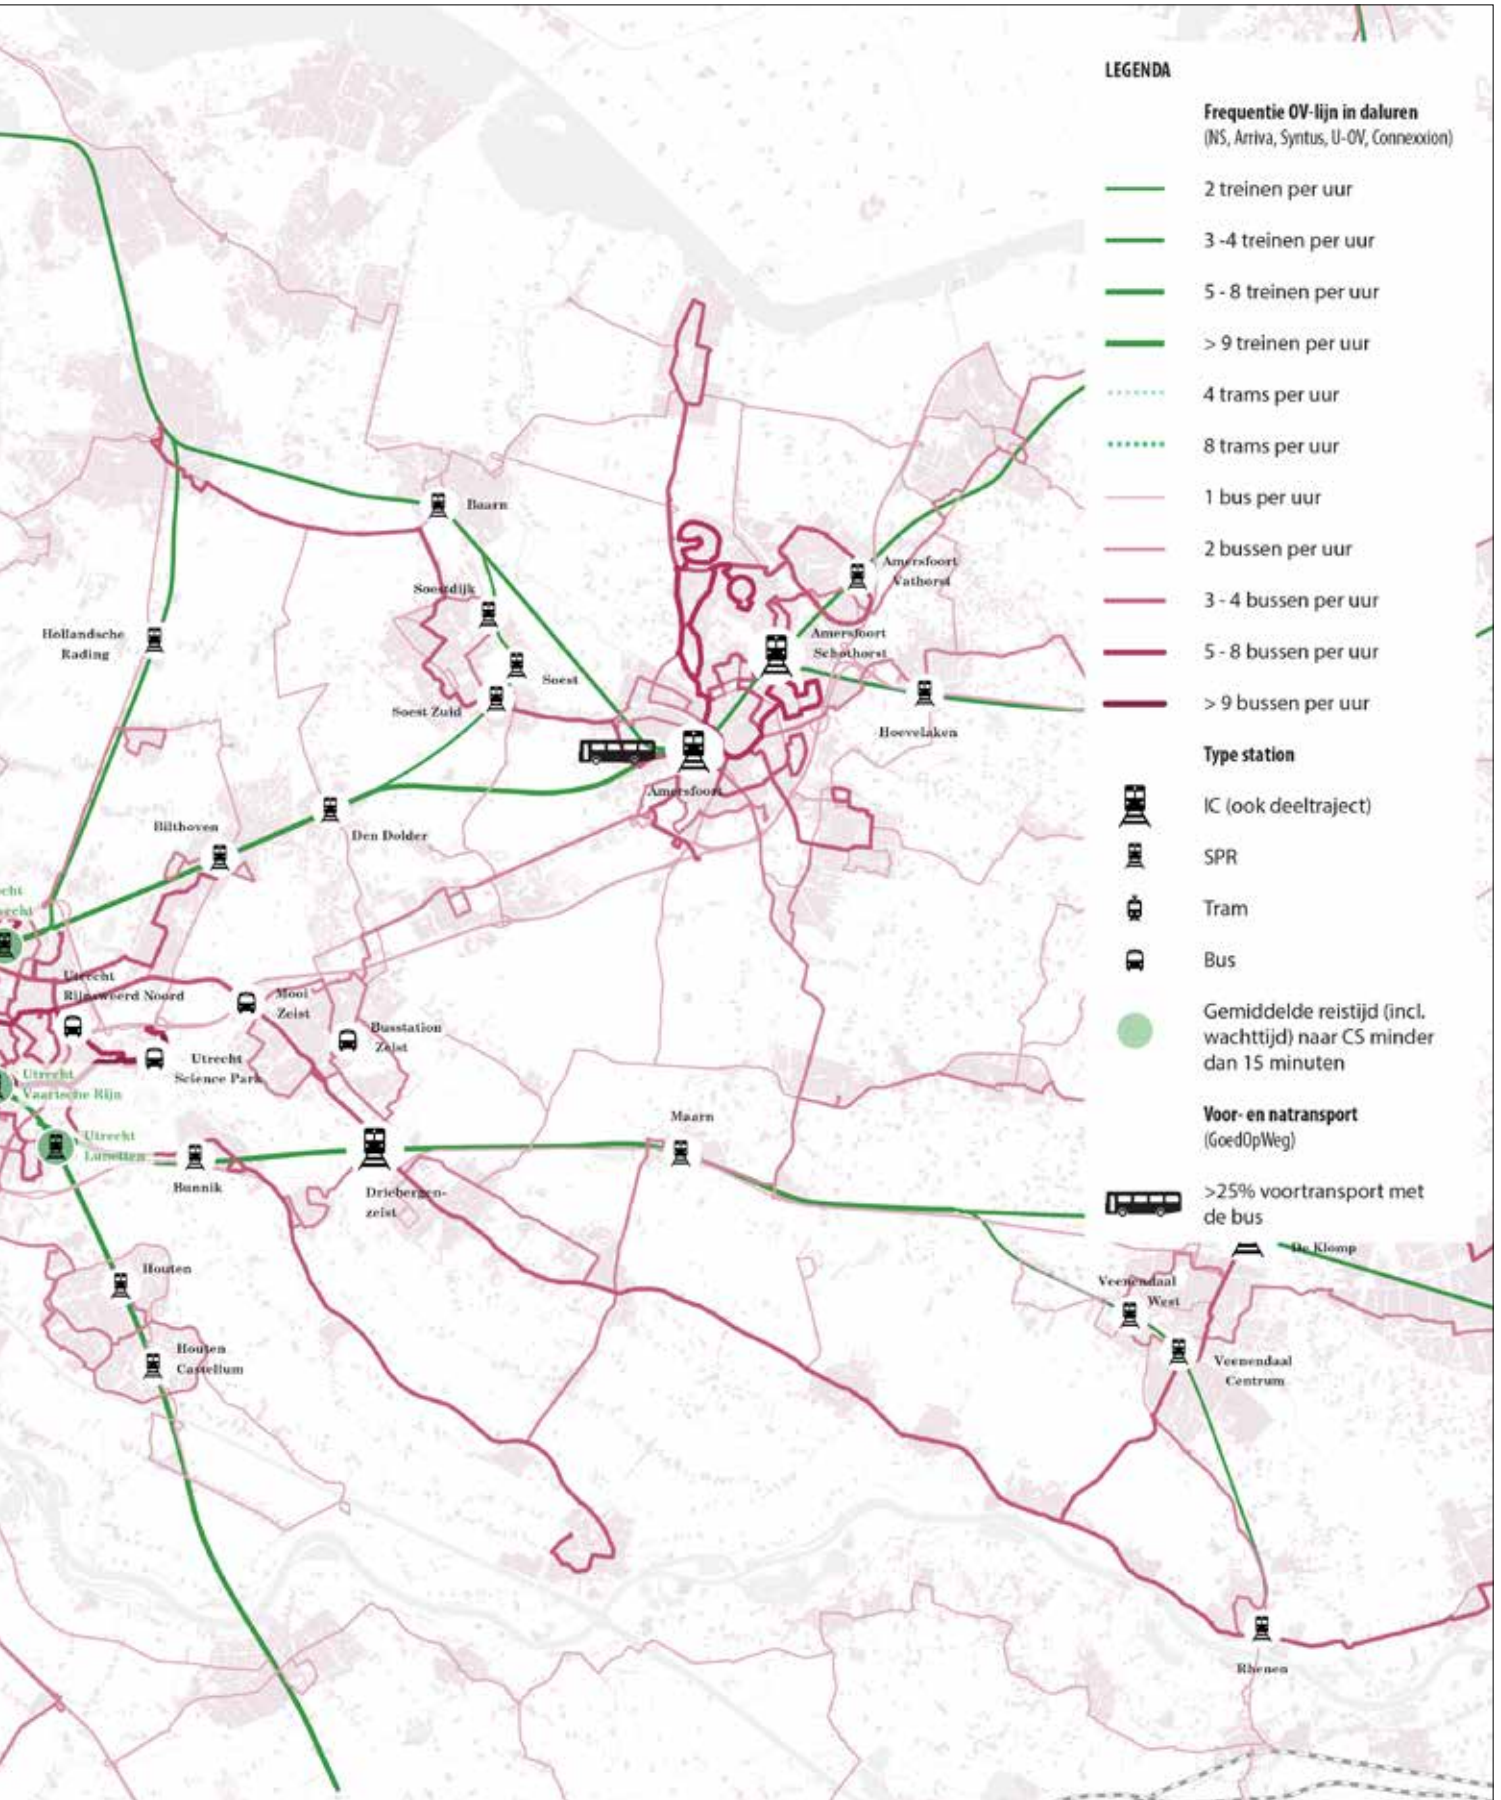 LEGENDA
Frequentie OV-lijn in daluren
(NS, Arriva, Syntus, U-OV, Connexxion)
2 treinen per uur
3 -4 treinen per uur
5 - 8 treinen per uur
> 9 treinen per uur
4 trams per uur
8 trams per uur
1 bus per uur
2 bussen per uur
3 - 4 bussen per uur
5 - 8 bussen per uur
> 9 bussen per uur
Type station
IC (ook deeltraject)
SPR
Tram
Bus
Gemiddelde reistijd (incl.
wachttijd) naar CS minder
dan 15 minuten
Voor- en natransport
(GoedOpWeg)
>25% voortransport met
de bus
Baarn
Amersfoort
Vathorst
Soestdijk
Hollandsche
Rading
Amersfoort
Schothorst
Soest
Soest Zuid
Hoevelaken
Amersfoort
Bilthoven
Den Dolder
Utrecht
Rijnsweerd Noord
Mooi
Zeist
Busstation
Zeist
Utrecht
Science Park
Utrecht
Vaartsche Rijn
Maarn
Utrecht
Lunetten
Bunnik
Driebergen-
zeist
De Klomp
Houten
Veenendaal
West
Houten
Castellum
Veenendaal
Centrum
Rhenen